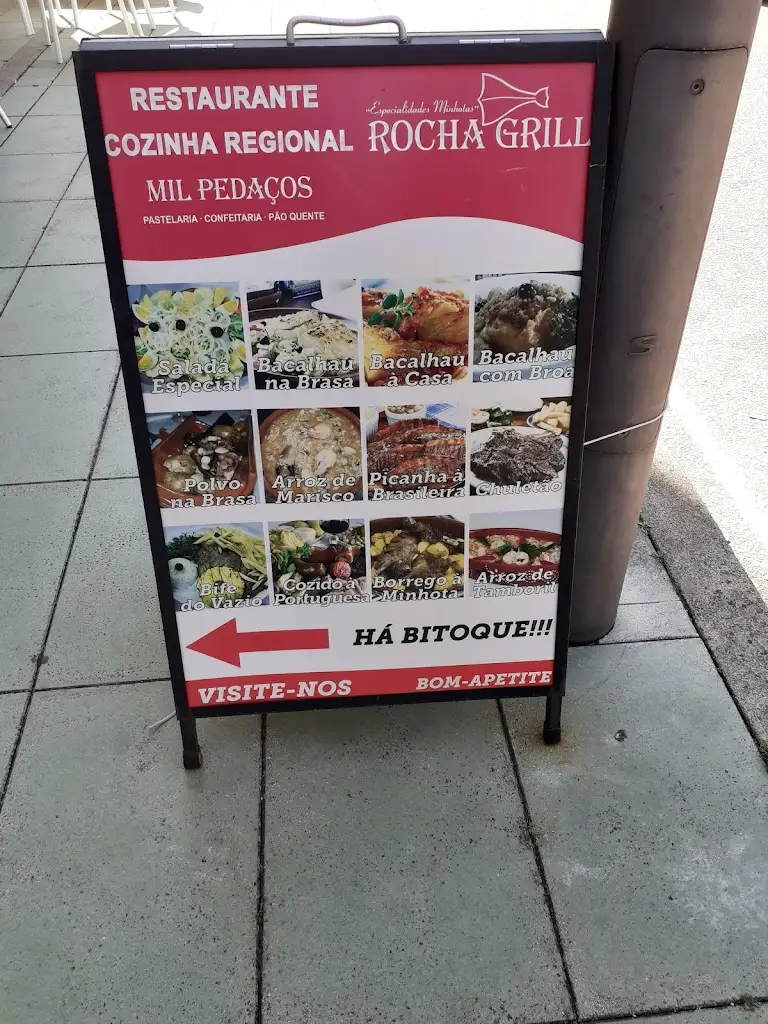 RESTAURANTE
COZINHA REGIONAL
"Especialidades Minhotas"
ROCHA GRILL
MIL PEDAÇOS
PASTELARIA · CONFEITARIA · PÃO QUENTE
Salada
Especial
Bacalhau
na Brasa
Bacalhau
à Casa
Bacalhau
com Broa
Polvo
na Brasa
Arroz de
Marisco
Picanha à
Brasileira
Chuletão
Bife
do Vazio
Cozido à
Portuguesa
Borrego à
Minhota
Arroz de
Tamboril
HÁ BITOQUE!!!
VISITE-NOS
BOM-APETITE